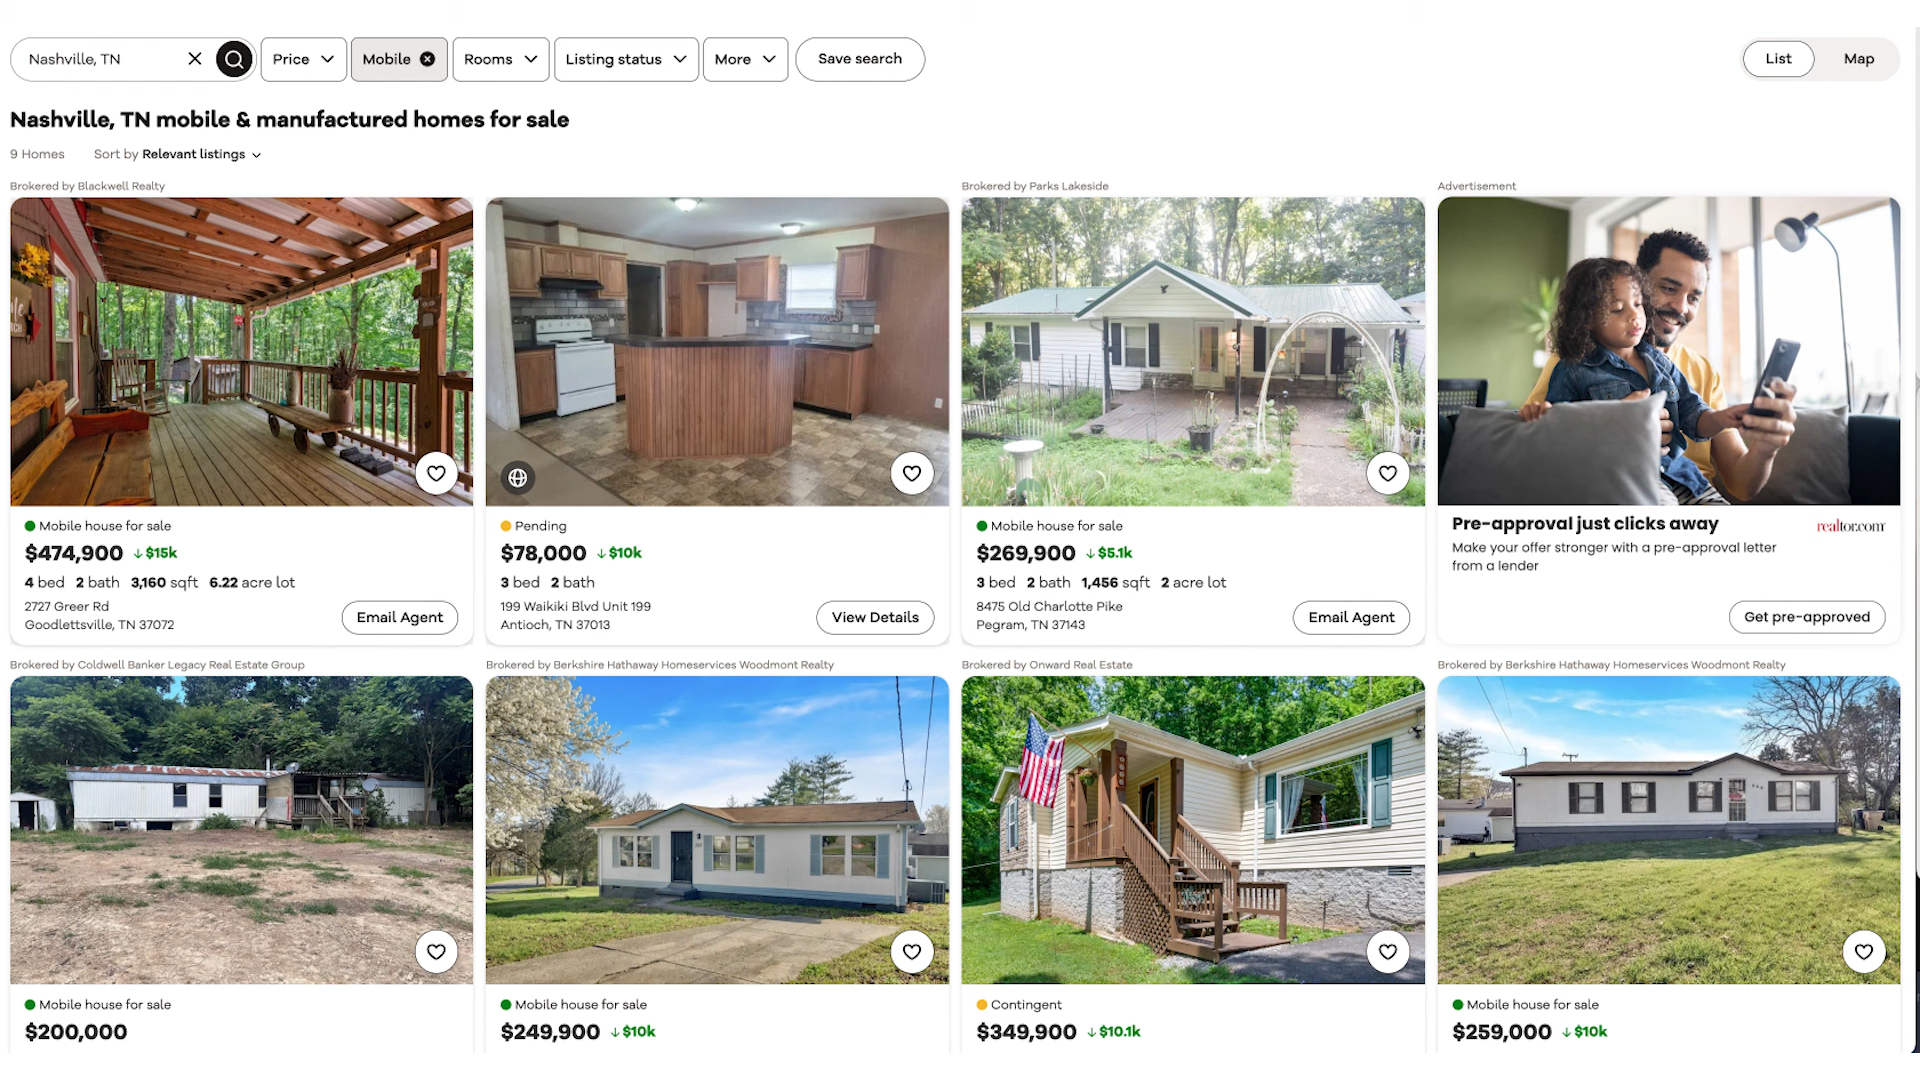 Nashville, TN
Price
Mobile
Rooms
Listing status
More
Save search
List
Map
Nashville, TN mobile & manufactured homes for sale
9 Homes
Sort by Relevant listings
Brokered by Blackwell Realty
Mobile house for sale
$474,900 ↓$15k
4 bed 2 bath 3,160 sqft 6.22 acre lot
2727 Greer Rd
Goodlettsville, TN 37072
Email Agent
Pending
$78,000 ↓$10k
3 bed 2 bath
199 Waikiki Blvd Unit 199
Antioch, TN 37013
View Details
Brokered by Parks Lakeside
Mobile house for sale
$269,900 ↓$5.1k
3 bed 2 bath 1,456 sqft 2 acre lot
8475 Old Charlotte Pike
Pegram, TN 37143
Email Agent
Advertisement
Pre-approval just clicks away
realtor.com
Make your offer stronger with a pre-approval letter
from a lender
Get pre-approved
Brokered by Coldwell Banker Legacy Real Estate Group
Mobile house for sale
$200,000
Brokered by Berkshire Hathaway Homeservices Woodmont Realty
Mobile house for sale
$249,900 ↓$10k
Brokered by Onward Real Estate
Contingent
$349,900 ↓$10.1k
Brokered by Berkshire Hathaway Homeservices Woodmont Realty
Mobile house for sale
$259,000 ↓$10k